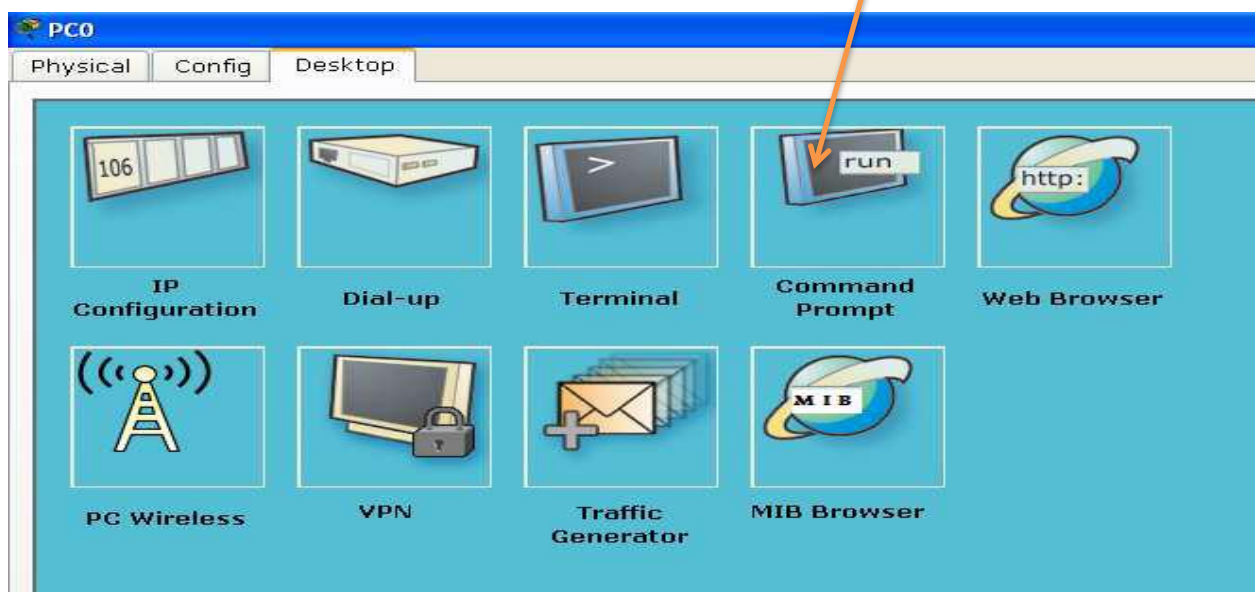 PC0
Physical Config Desktop
106
>
run
http:
IP
Configuration
Dial-up
Terminal
Command
Prompt
Web Browser
MIB
?
PC Wireless
VPN
Traffic
Generator
MIB Browser